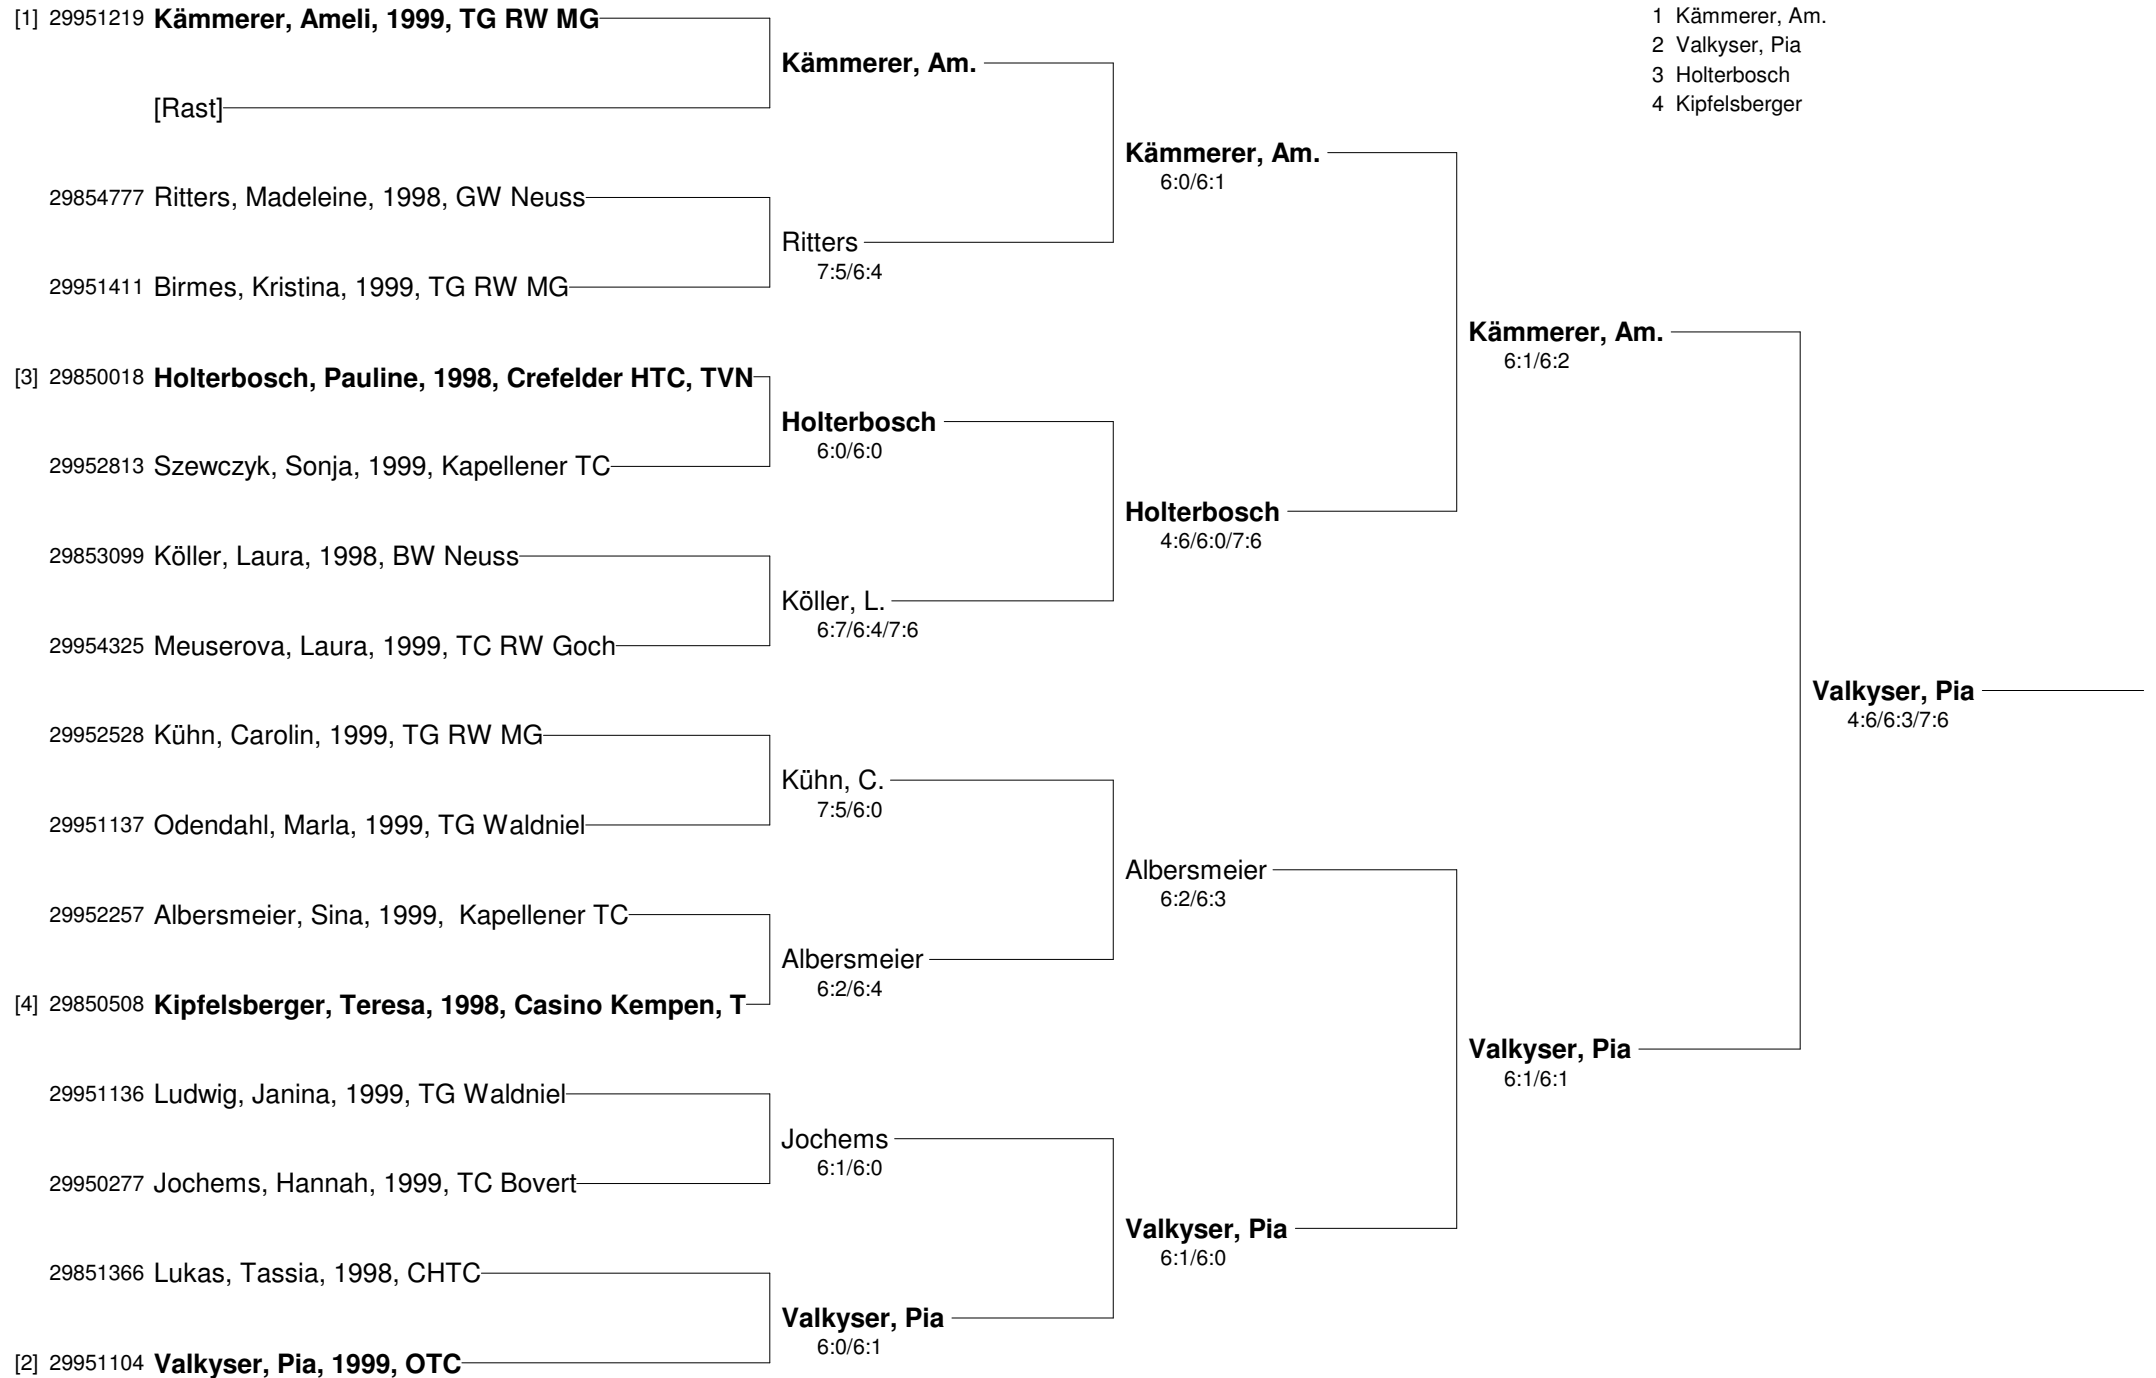 [1] 29951219 Kämmerer, Ameli, 1999, TG RW MG
[Rast]
29854777 Ritters, Madeleine, 1998, GW Neuss
29951411 Birmes, Kristina, 1999, TG RW MG
[3] 29850018 Holterbosch, Pauline, 1998, Crefelder HTC, TVN
29952813 Szewczyk, Sonja, 1999, Kapellener TC
29853099 Köller, Laura, 1998, BW Neuss
29954325 Meuserova, Laura, 1999, TC RW Goch
29952528 Kühn, Carolin, 1999, TG RW MG
29951137 Odendahl, Marla, 1999, TG Waldniel
29952257 Albersmeier, Sina, 1999, Kapellener TC
[4] 29850508 Kipfelsberger, Teresa, 1998, Casino Kempen, T
29951136 Ludwig, Janina, 1999, TG Waldniel
29950277 Jochems, Hannah, 1999, TC Bovert
29851366 Lukas, Tassia, 1998, CHTC
[2] 29951104 Valkyser, Pia, 1999, OTC
Kämmerer, Am.
Ritters
7:5/6:4
Holterbosch
6:0/6:0
Köller, L.
6:7/6:4/7:6
Kühn, C.
7:5/6:0
Albersmeier
6:2/6:4
Jochems
6:1/6:0
Valkyser, Pia
6:0/6:1
Kämmerer, Am.
6:0/6:1
Holterbosch
4:6/6:0/7:6
Albersmeier
6:2/6:3
Valkyser, Pia
6:1/6:0
Kämmerer, Am.
6:1/6:2
Valkyser, Pia
6:1/6:1
Valkyser, Pia
4:6/6:3/7:6
1 Kämmerer, Am.
2 Valkyser, Pia
3 Holterbosch
4 Kipfelsberger